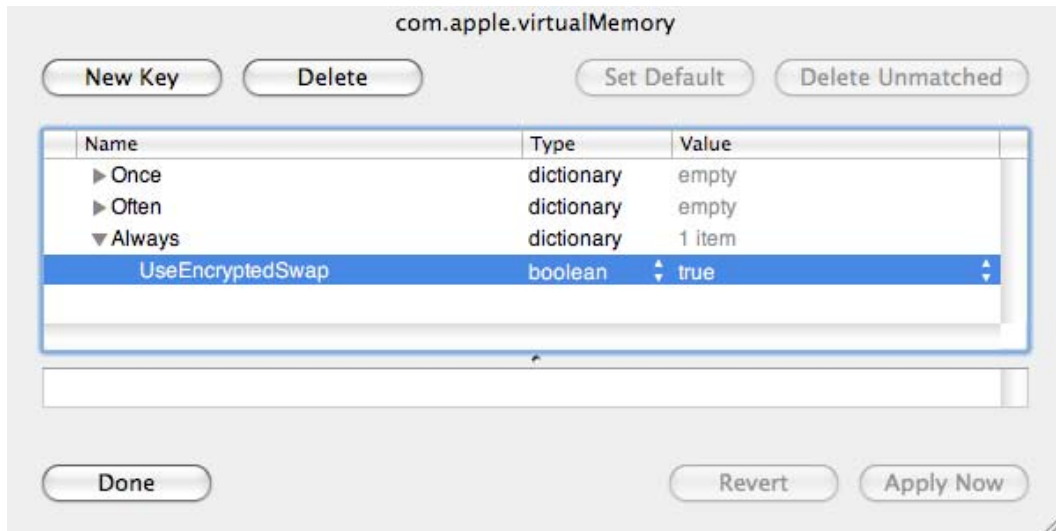 com.apple.virtualMemory
New Key Delete Set Default Delete Unmatched
Name Type Value
Once dictionary empty
Often dictionary empty
Always dictionary 1 item
UseEncryptedSwap boolean true
Done Revert Apply Now